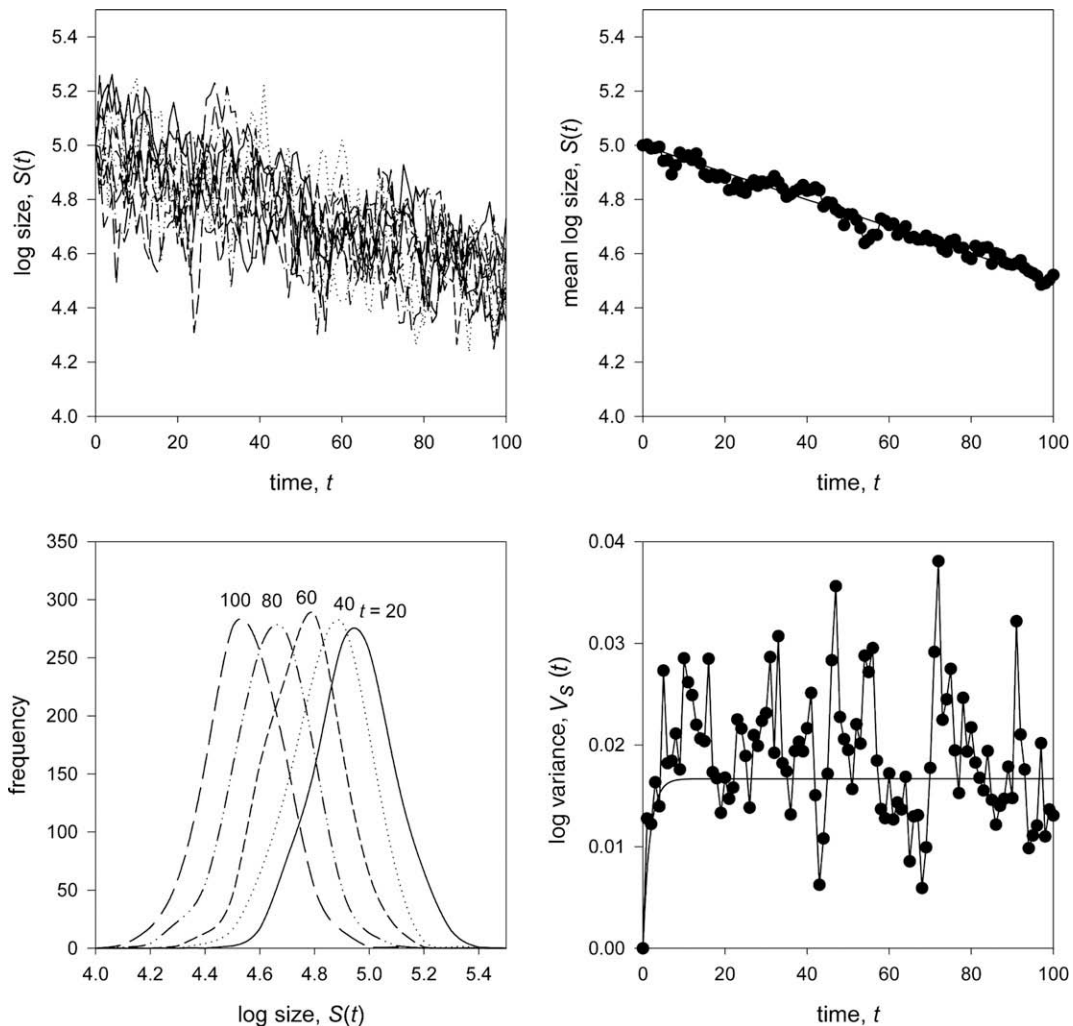 log size, S(t)
5.4
5.2
5.0
4.8
4.6
4.4
4.2
4.0
0 20 40 60 80 100
time, t
mean log size, S(t)
5.4
5.2
5.0
4.8
4.6
4.4
4.2
4.0
0 20 40 60 80 100
time, t
frequency
350
300
250
200
150
100
50
0
100 80 60 40 t = 20
4.0 4.2 4.4 4.6 4.8 5.0 5.2 5.4
log size, S(t)
log variance, VS (t)
0.04
0.03
0.02
0.01
0.00
0 20 40 60 80 100
time, t